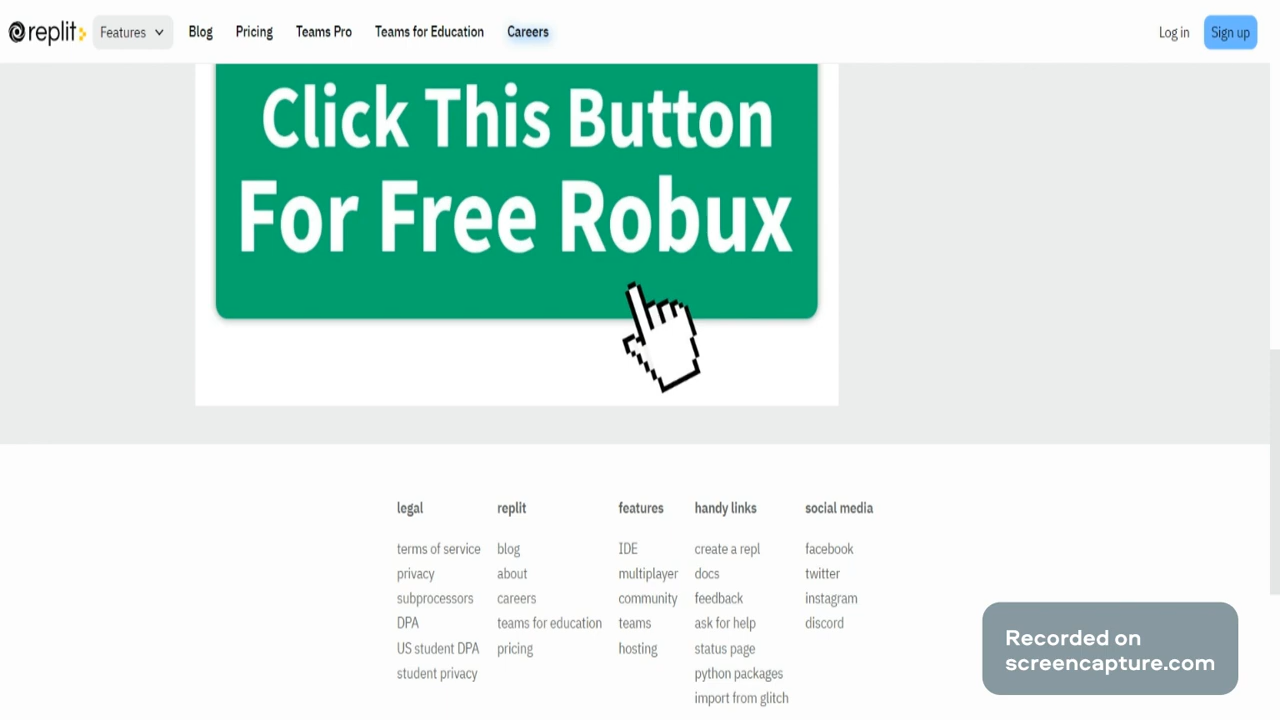 replit
Features
Blog
Pricing
Teams Pro
Teams for Education
Careers
Log in
Sign up
Click This Button
For Free Robux
legal
terms of service
privacy
subprocessors
DPA
US student DPA
student privacy
replit
blog
about
careers
teams for education
pricing
features
IDE
multiplayer
community
teams
hosting
handy links
create a repl
docs
feedback
ask for help
status page
python packages
import from glitch
social media
facebook
twitter
instagram
discord
Recorded on
screencapture.com